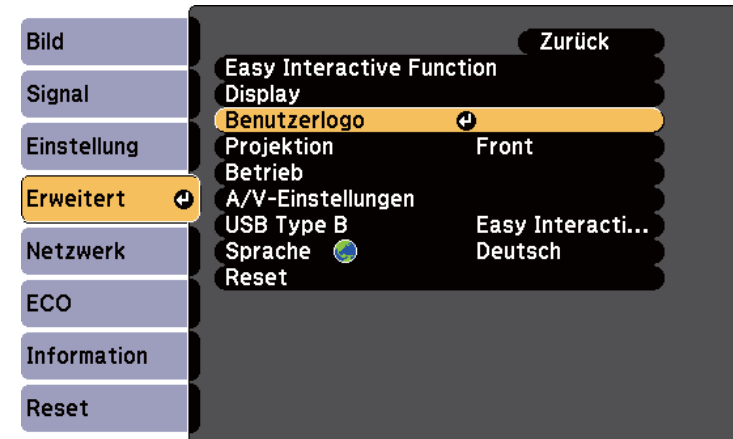 Bild
Signal
Einstellung
Erweitert
Netzwerk
ECO
Information
Reset
Zurück
Easy Interactive Function
Display
Benutzerlogo
Projektion Front
Betrieb
A/V-Einstellungen
USB Type B Easy Interacti...
Sprache Deutsch
Reset